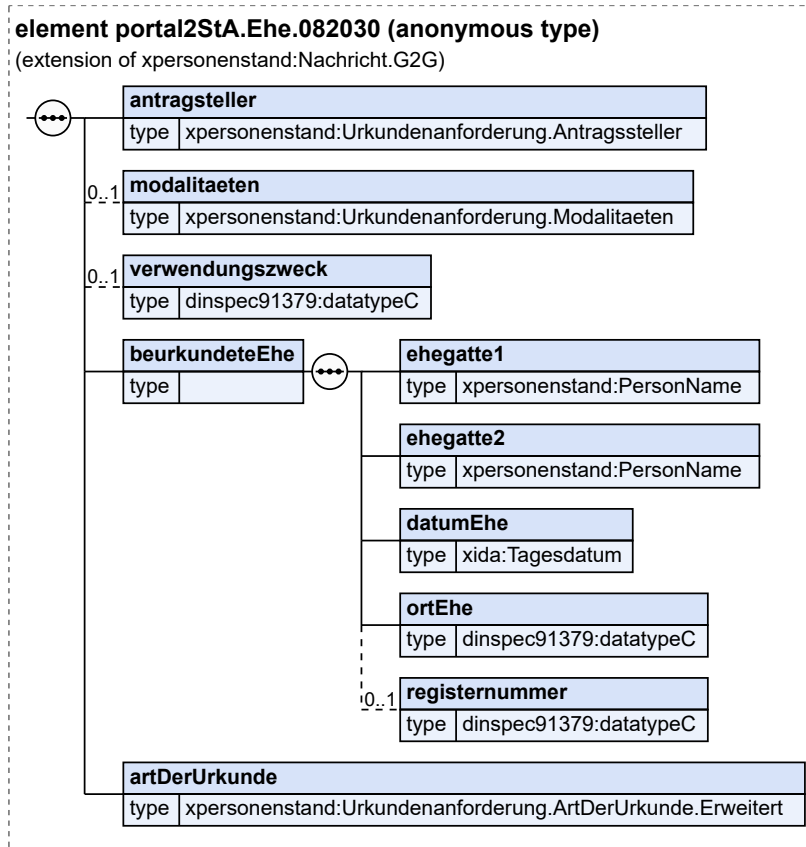 element portal2StA.Ehe.082030 (anonymous type)
(extension of xpersonenstand:Nachricht.G2G)
antragsteller
type xpersonenstand:Urkundenanforderung.Antragssteller
0..1 modalitaeten
type xpersonenstand:Urkundenanforderung.Modalitaeten
0..1 verwendungszweck
type dinspec91379:datatypeC
beurkundeteEhe
type
ehegatte1
type xpersonenstand:PersonName
ehegatte2
type xpersonenstand:PersonName
datumEhe
type xida:Tagesdatum
ortEhe
type dinspec91379:datatypeC
0..1 registernummer
type dinspec91379:datatypeC
artDerUrkunde
type xpersonenstand:Urkundenanforderung.ArtDerUrkunde.Erweitert